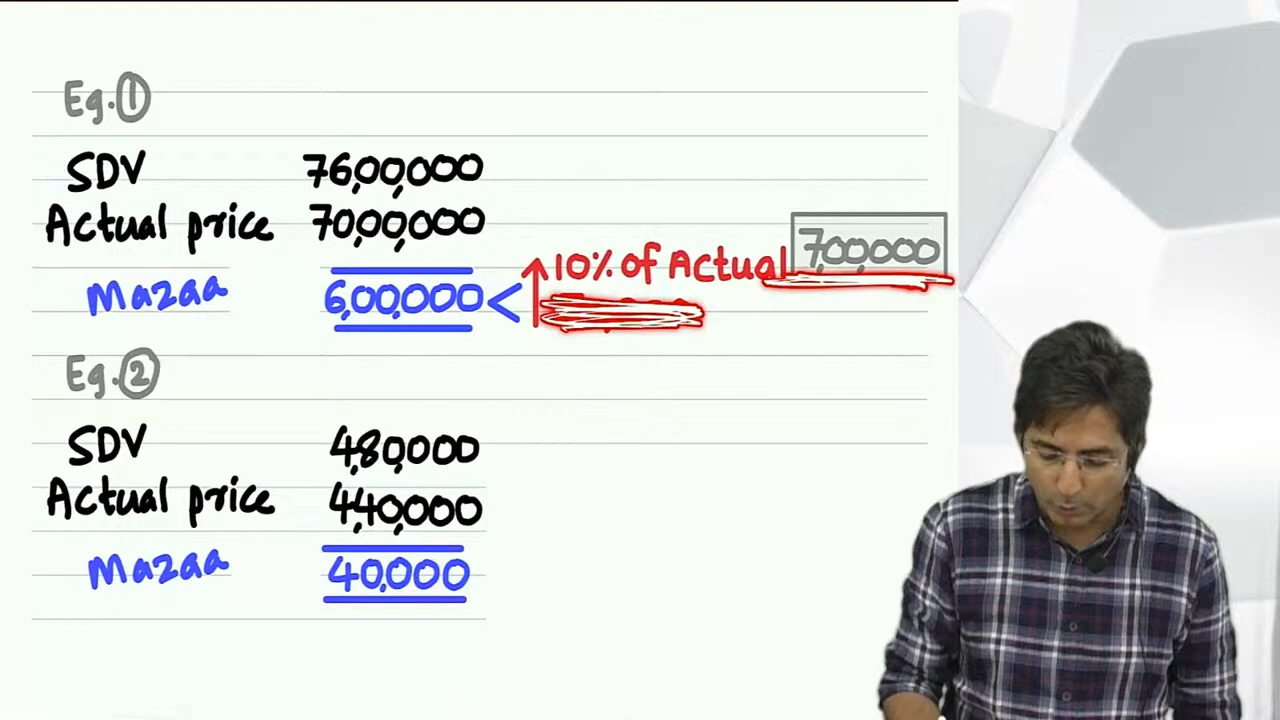 Eg.①
SDV 76,00,000
Actual price 70,00,000
Mazaa 6,00,000 < ↑ 10% of Actual 7,00,000
Eg.②
SDV 4,80,000
Actual price 4,40,000
Mazaa 40,000